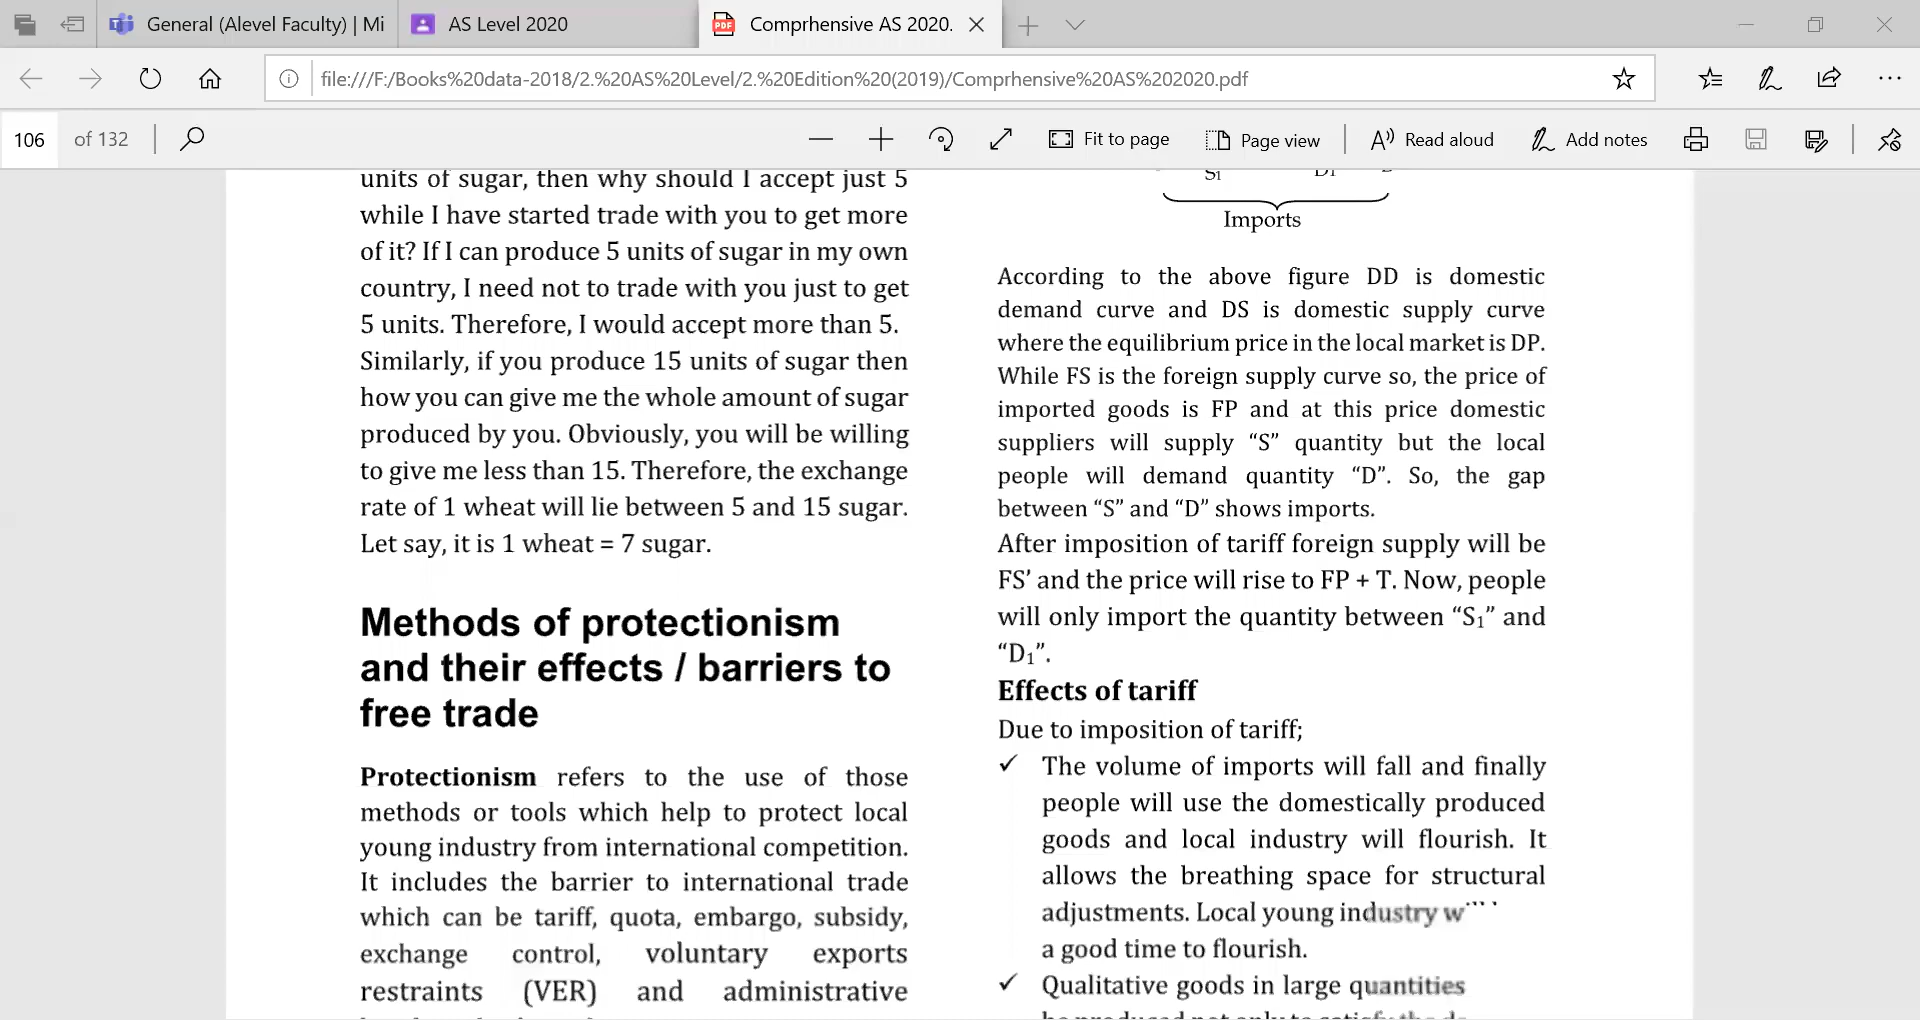 General (Alevel Faculty) | Mi
AS Level 2020
Comprhensive AS 2020.
file:///F:/Books%20data-2018/2.%20AS%20Level/2.%20Edition%20(2019)/Comprhensive%20AS%202020.pdf
106 of 132
Fit to page
Page view
Read aloud
Add notes
units of sugar, then why should I accept just 5
while I have started trade with you to get more
of it? If I can produce 5 units of sugar in my own
country, I need not to trade with you just to get
5 units. Therefore, I would accept more than 5.
Similarly, if you produce 15 units of sugar then
how you can give me the whole amount of sugar
produced by you. Obviously, you will be willing
to give me less than 15. Therefore, the exchange
rate of 1 wheat will lie between 5 and 15 sugar.
Let say, it is 1 wheat = 7 sugar.
Methods of protectionism
and their effects / barriers to
free trade
Protectionism refers to the use of those
methods or tools which help to protect local
young industry from international competition.
It includes the barrier to international trade
which can be tariff, quota, embargo, subsidy,
exchange control, voluntary exports
restraints (VER) and administrative
S₁ D₁
Imports
According to the above figure DD is domestic
demand curve and DS is domestic supply curve
where the equilibrium price in the local market is DP.
While FS is the foreign supply curve so, the price of
imported goods is FP and at this price domestic
suppliers will supply “S” quantity but the local
people will demand quantity “D”. So, the gap
between “S” and “D” shows imports.
After imposition of tariff foreign supply will be
FS’ and the price will rise to FP + T. Now, people
will only import the quantity between “S₁” and
“D₁”.
Effects of tariff
Due to imposition of tariff;
✓ The volume of imports will fall and finally
people will use the domestically produced
goods and local industry will flourish. It
allows the breathing space for structural
adjustments. Local young industry
a good time to flourish.
✓ Qualitative goods in large quantities